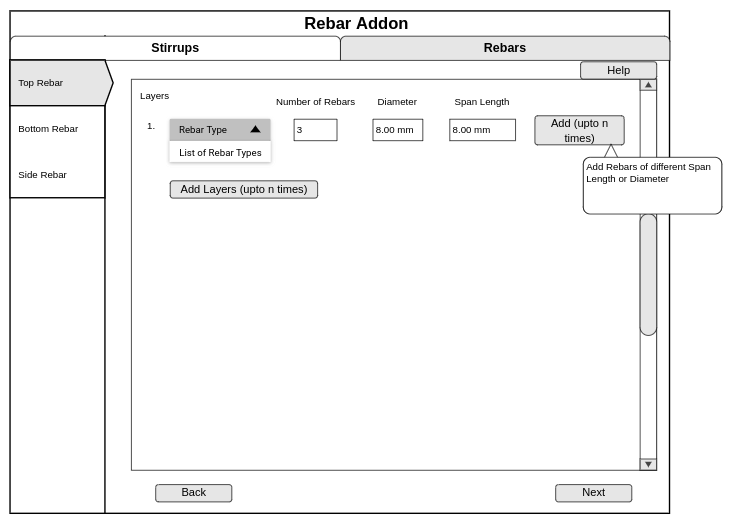 Rebar Addon
Stirrups
Rebars
Help
Top Rebar
Bottom Rebar
Side Rebar
Layers
Number of Rebars
Diameter
Span Length
1.
Rebar Type
3
8.00 mm
8.00 mm
Add (upto n
times)
List of Rebar Types
Add Rebars of different Span
Length or Diameter
Add Layers (upto n times)
Back
Next